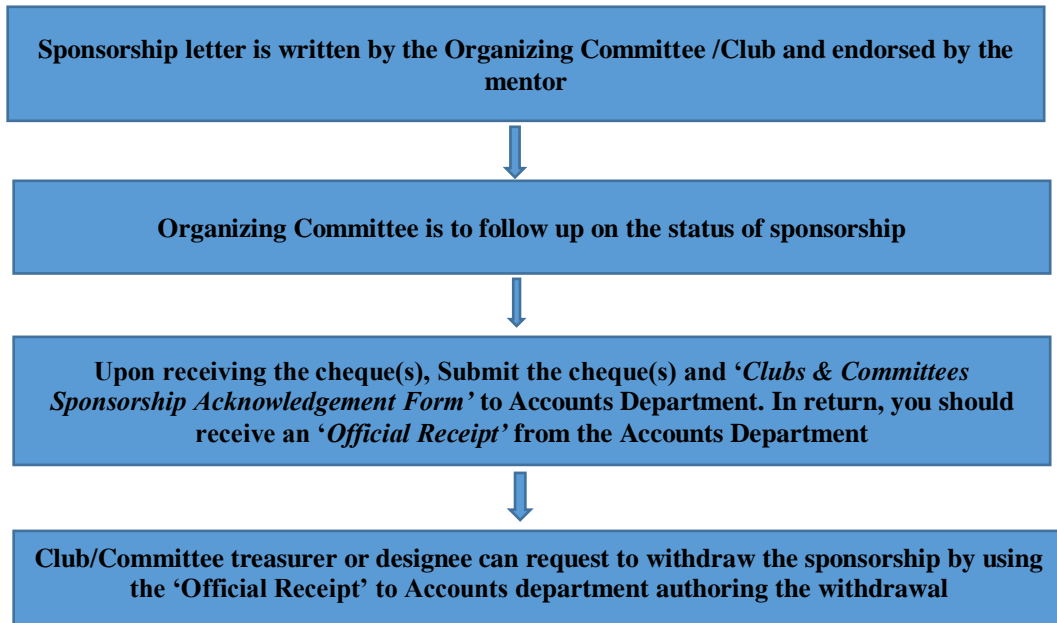 Sponsorship letter is written by the Organizing Committee /Club and endorsed by the
mentor
Organizing Committee is to follow up on the status of sponsorship
Upon receiving the cheque(s), Submit the cheque(s) and ‘Clubs & Committees
Sponsorship Acknowledgement Form’ to Accounts Department. In return, you should
receive an ‘Official Receipt’ from the Accounts Department
Club/Committee treasurer or designee can request to withdraw the sponsorship by using
the ‘Official Receipt’ to Accounts department authoring the withdrawal